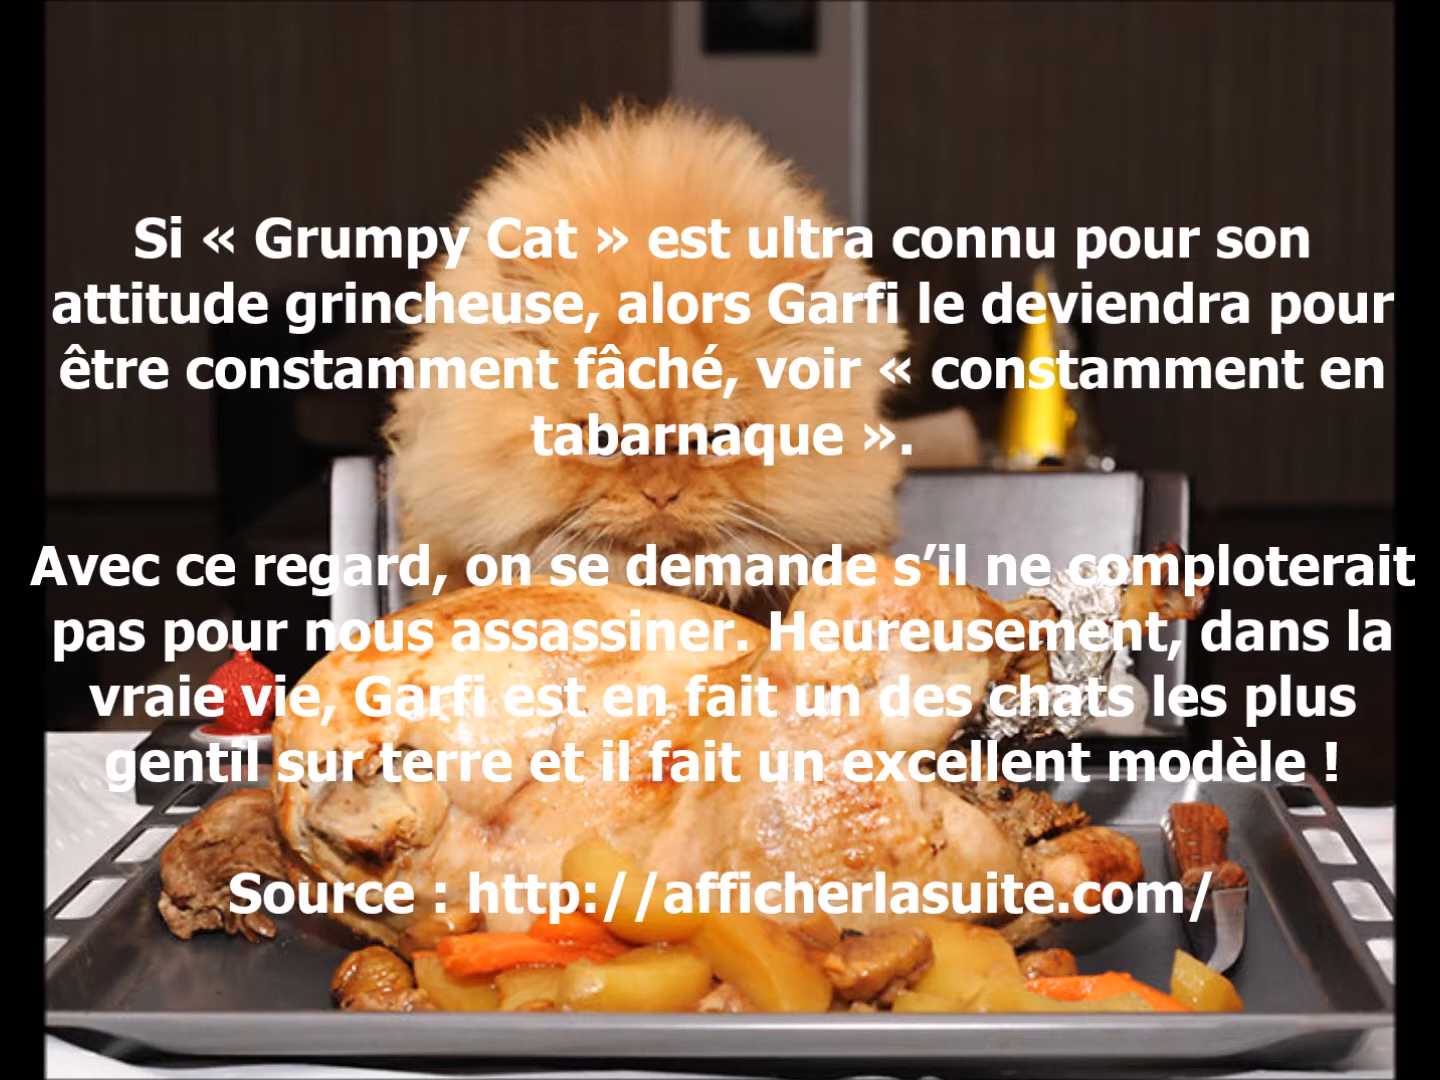 Si « Grumpy Cat » est ultra connu pour son
attitude grincheuse, alors Garfi le deviendra pour
être constamment fâché, voir « constamment en
tabarnaque ».
Avec ce regard, on se demande s’il ne comploterait
pas pour nous assassiner. Heureusement, dans la
vraie vie, Garfi est en fait un des chats les plus
gentil sur terre et il fait un excellent modèle !
Source : http://afficherlasuite.com/